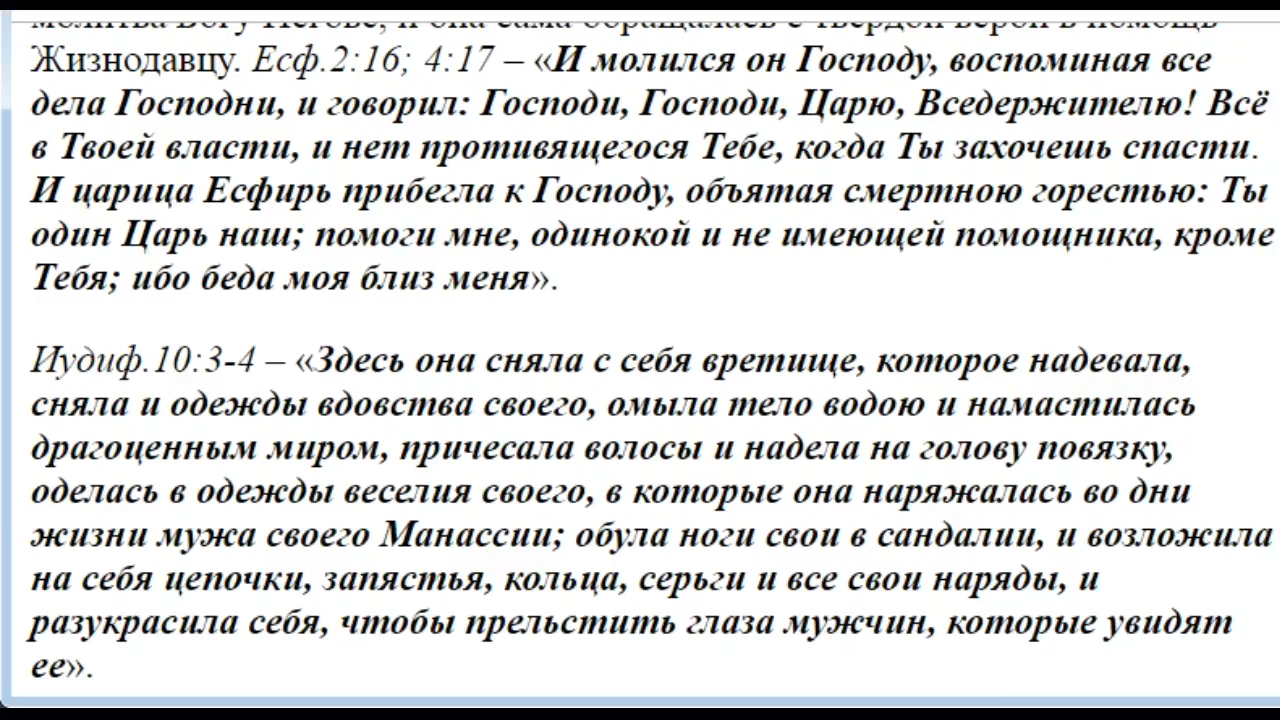 Жизнодавцу. Есф.2:16; 4:17 – «И молился он Господу, воспоминая все
дела Господни, и говорил: Господи, Господи, Царю, Вседержителю! Всё
в Твоей власти, и нет противящегося Тебе, когда Ты захочешь спасти.
И царица Есфирь прибегла к Господу, объятая смертною горестью: Ты
один Царь наш; помоги мне, одинокой и не имеющей помощника, кроме
Тебя; ибо беда моя близ меня».
Иудиф.10:3-4 – «Здесь она сняла с себя вретище, которое надевала,
сняла и одежды вдовства своего, омыла тело водою и намастилась
драгоценным миром, причесала волосы и надела на голову повязку,
оделась в одежды веселия своего, в которые она наряжалась во дни
жизни мужа своего Манассии; обула ноги свои в сандалии, и возложила
на себя цепочки, запястья, кольца, серьги и все свои наряды, и
разукрасила себя, чтобы прельстить глаза мужчин, которые увидят
ее».